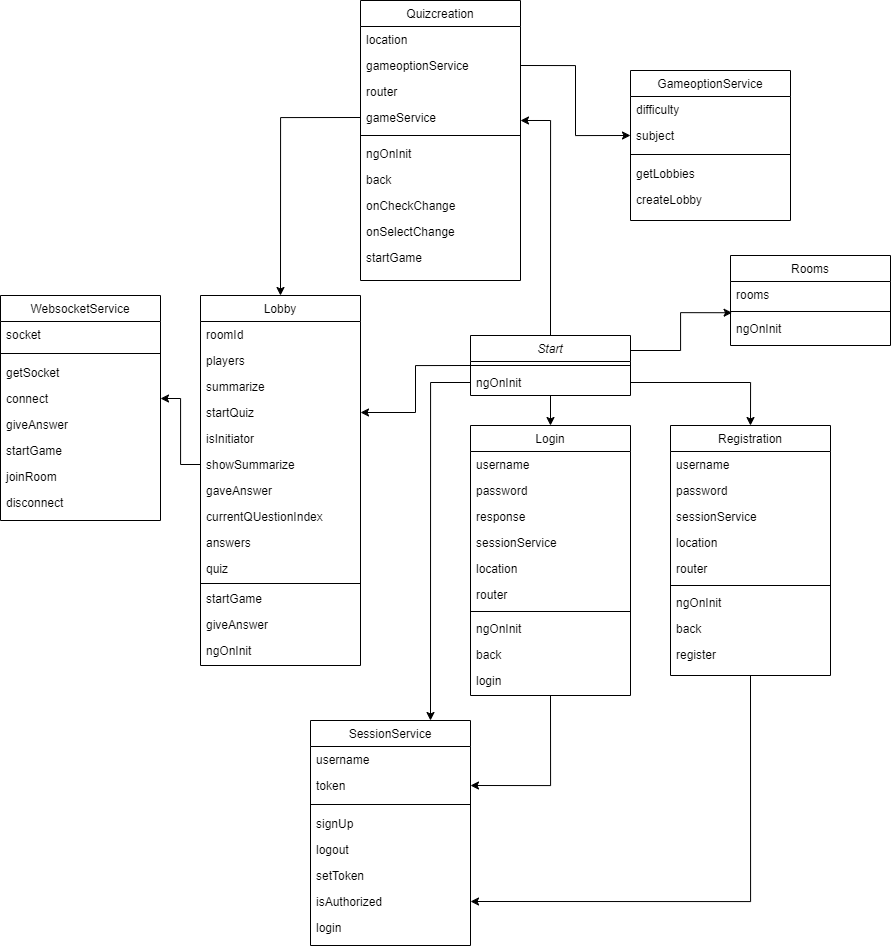 Quizcreation
location
gameoptionService
router
gameService
ngOnInit
back
onCheckChange
onSelectChange
startGame
GameoptionService
difficulty
subject
getLobbies
createLobby
Rooms
rooms
ngOnInit
WebsocketService
socket
getSocket
connect
giveAnswer
startGame
joinRoom
disconnect
Lobby
roomId
players
summarize
startQuiz
isInitiator
showSummarize
gaveAnswer
currentQUestionIndex
answers
quiz
startGame
giveAnswer
ngOnInit
Start
ngOnInit
Login
username
password
response
sessionService
location
router
ngOnInit
back
login
Registration
username
password
sessionService
location
router
ngOnInit
back
register
SessionService
username
token
signUp
logout
setToken
isAuthorized
login